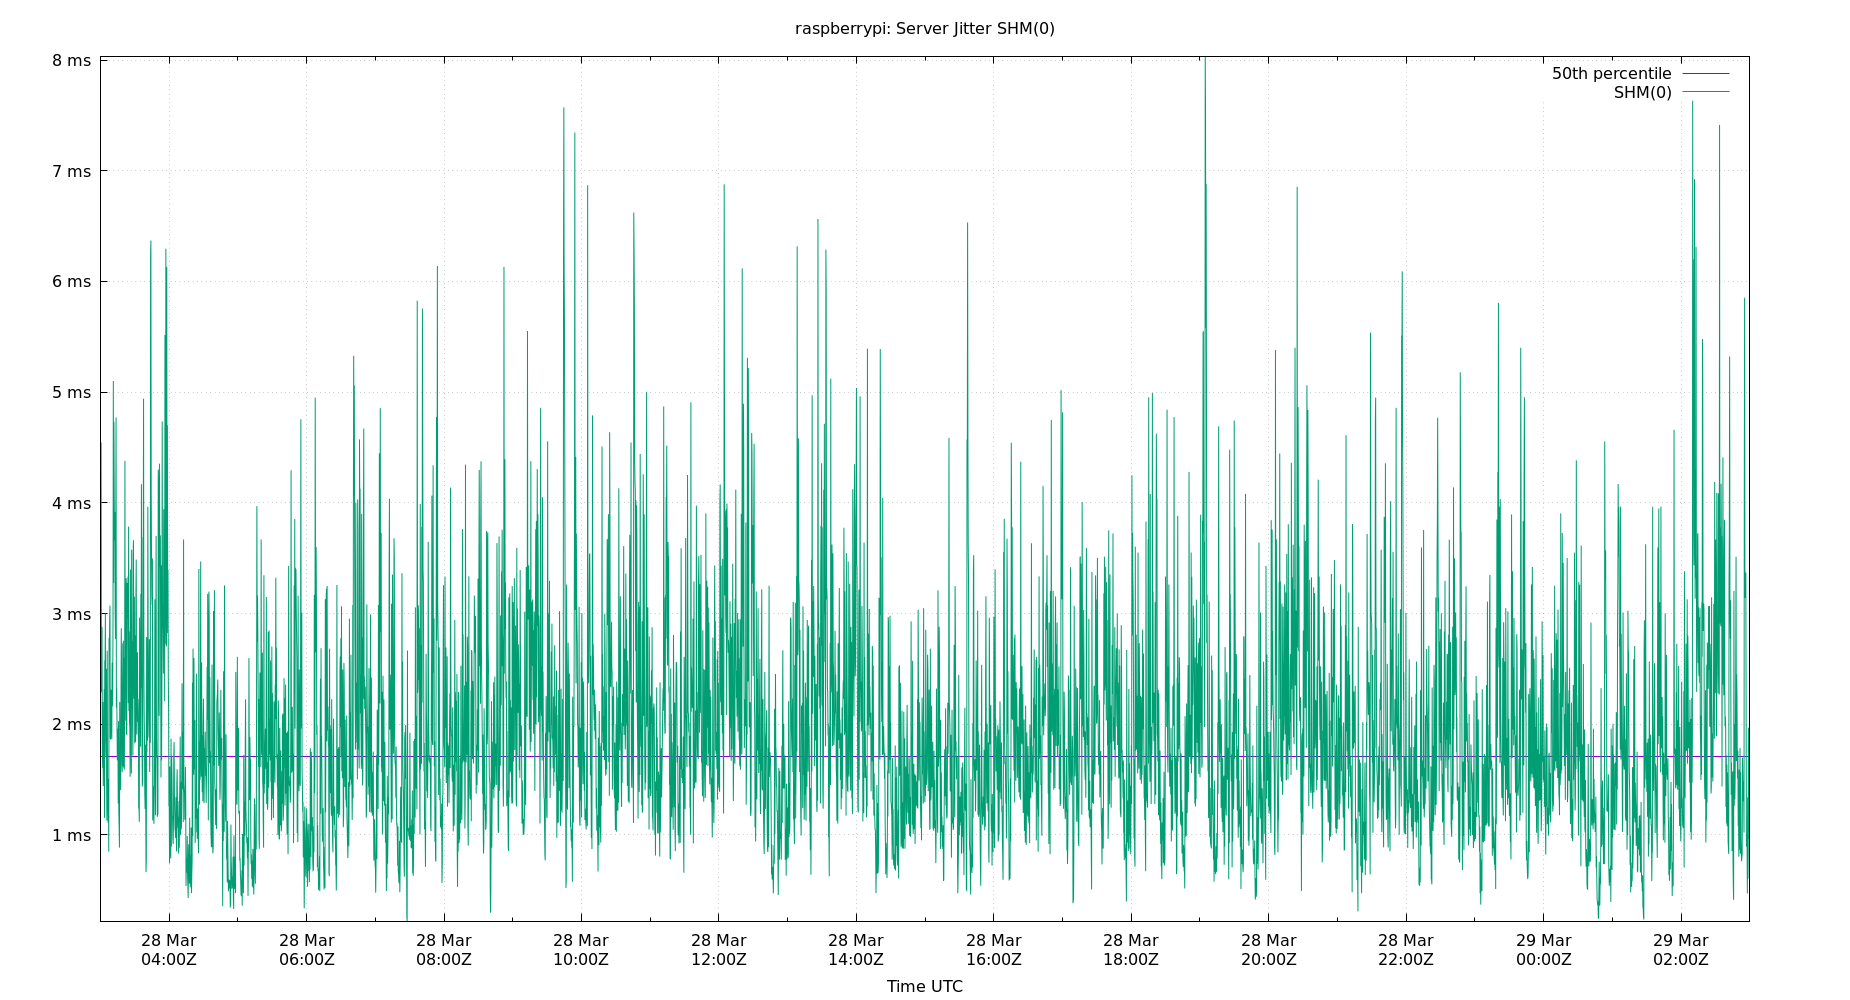 raspberrypi: Server Jitter SHM(0)
8 ms
7 ms
6 ms
5 ms
4 ms
3 ms
2 ms
1 ms
50th percentile
SHM(0)
28 Mar
04:00Z
28 Mar
06:00Z
28 Mar
08:00Z
28 Mar
10:00Z
28 Mar
12:00Z
28 Mar
14:00Z
28 Mar
16:00Z
28 Mar
18:00Z
28 Mar
20:00Z
28 Mar
22:00Z
29 Mar
00:00Z
29 Mar
02:00Z
Time UTC